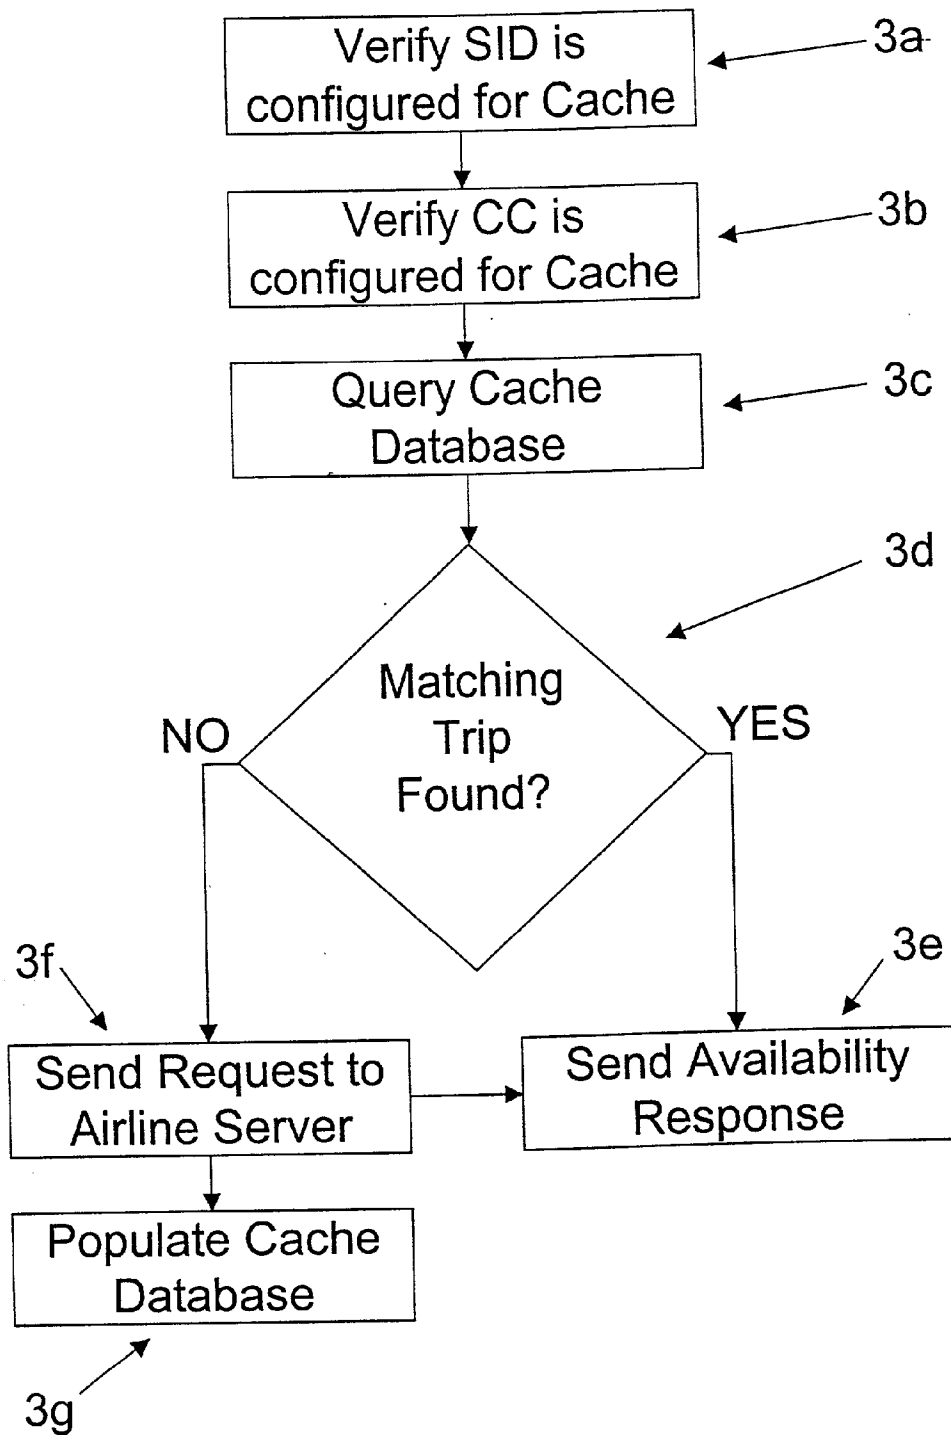 Verify SID is
configured for Cache
3a
Verify CC is
configured for Cache
3b
Query Cache
Database
3c
3d
Matching
Trip
Found?
NO
YES
3f
3e
Send Request to
Airline Server
Send Availability
Response
Populate Cache
Database
3g